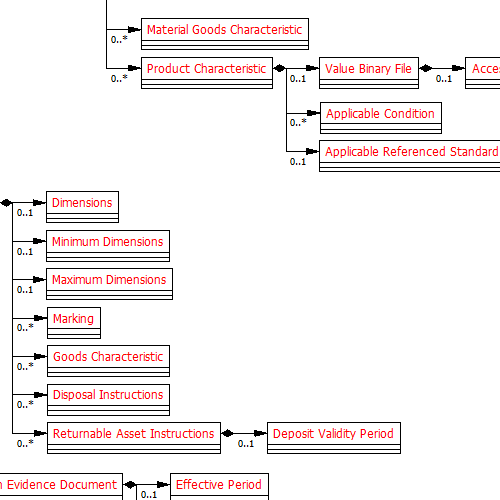 Material Goods Characteristic
0..*
Product Characteristic
0..*
Value Binary File
0..1
0..1
Applicable Condition
0..*
Applicable Referenced Standard
0..1
Dimensions
0..1
Minimum Dimensions
0..1
Maximum Dimensions
0..1
Marking
0..*
Goods Characteristic
0..*
Disposal Instructions
0..*
Returnable Asset Instructions
0..*
Deposit Validity Period
0..1
Evidence Document
Effective Period
0..1